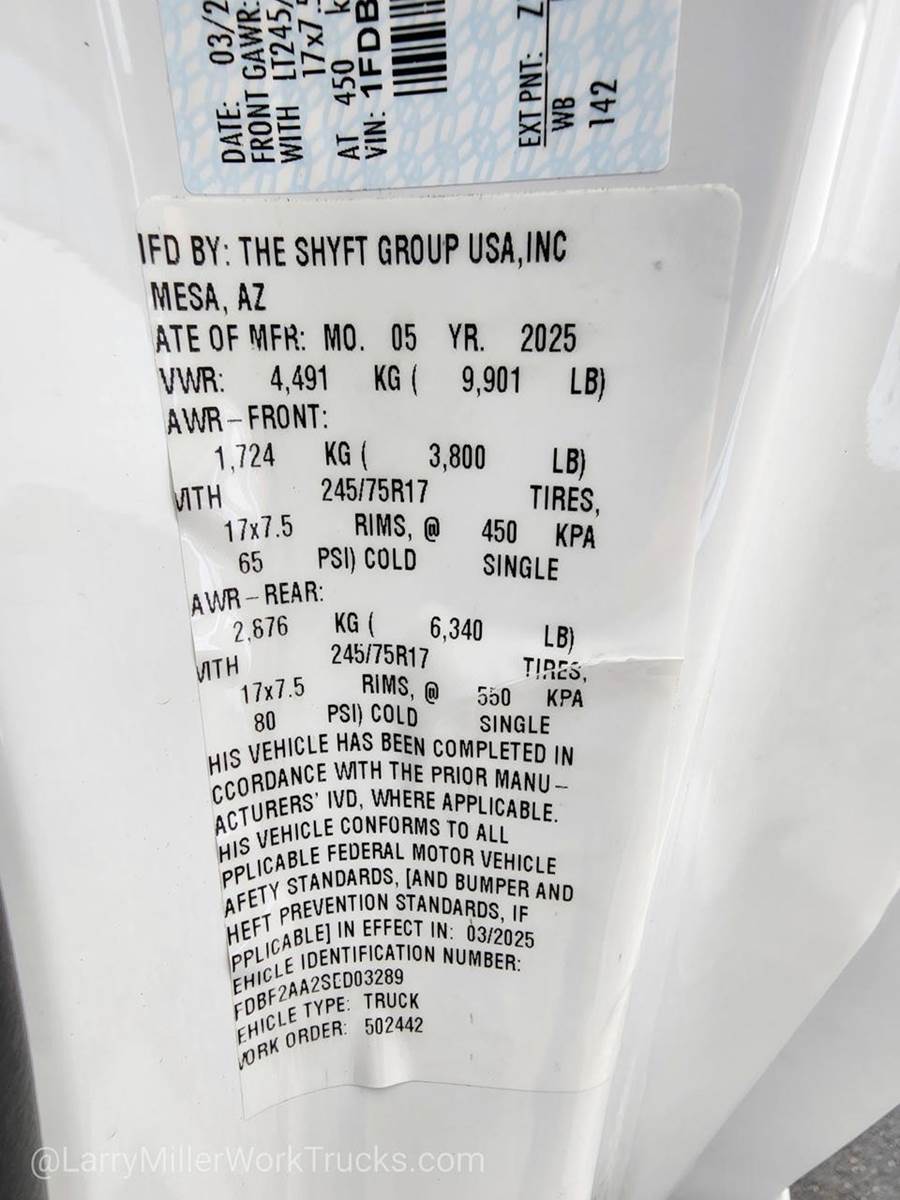 DATE: 03/2
FRONT GAWR:
WITH LT245/
17x7
AT 450 k
VIN: 1FDB
EXT PNT: Z
WB
142
IFD BY: THE SHYFT GROUP USA,INC
MESA, AZ
ATE OF MFR: MO. 05 YR. 2025
VWR: 4,491 KG ( 9,901 LB)
AWR-FRONT:
1,724 KG ( 3,800 LB)
VITH 245/75R17 TIRES,
17x7.5 RIMS, @ 450 KPA
65 PSI) COLD SINGLE
AWR-REAR:
2,876 KG ( 6,340 LB)
VITH 245/75R17 TIRES,
17x7.5 RIMS, @ 550 KPA
80 PSI) COLD SINGLE
HIS VEHICLE HAS BEEN COMPLETED IN
CCORDANCE WITH THE PRIOR MANU-
ACTURERS' IVD, WHERE APPLICABLE.
HIS VEHICLE CONFORMS TO ALL
PPLICABLE FEDERAL MOTOR VEHICLE
AFETY STANDARDS, [AND BUMPER AND
HEFT PREVENTION STANDARDS, IF
PPLICABLE] IN EFFECT IN: 03/2025
EHICLE IDENTIFICATION NUMBER:
FDBF2AA2SED03289
EHICLE TYPE: TRUCK
VORK ORDER: 502442
@LarryMillerWorkTrucks.com